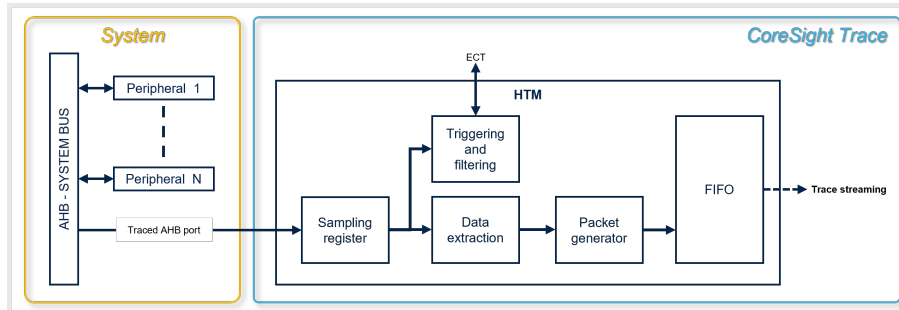 System
CoreSight Trace
ECT
HTM
AHB - SYSTEM BUS
Peripheral 1
Peripheral N
Traced AHB port
Triggering
and
filtering
Sampling
register
Data
extraction
Packet
generator
FIFO
Trace streaming